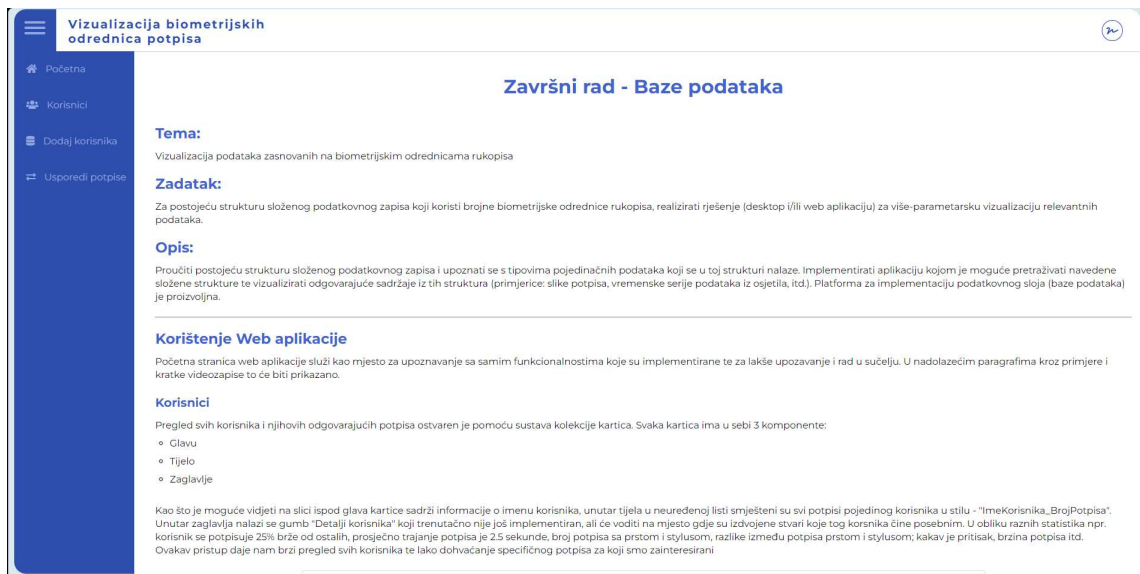 Vizualizacija biometrijskih
odrednica potpisa
Početna
Korisnici
Dodaj korisnika
Usporedi potpise
Završni rad - Baze podataka
Tema:
Vizualizacija podataka zasnovanih na biometrijskim odrednicama rukopisa
Zadatak:
Za postojeću strukturu složenog podatkovnog zapisa koji koristi brojne biometrijske odrednice rukopisa, realizirati rješenje (desktop i/ili web aplikaciju) za više-parametarsku vizualizaciju relevantnih
podataka.
Opis:
Proučiti postojeću strukturu složenog podatkovnog zapisa i upoznati se s tipovima pojedinačnih podataka koji se u toj strukturi nalaze. Implementirati aplikaciju kojom je moguće pretraživati navedene
složene strukture te vizualizirati odgovarajuće sadržaje iz tih struktura (primjerice: slike potpisa, vremenske serije podataka iz osjetila, itd.). Platforma za implementaciju podatkovnog sloja (baze podataka)
je proizvoljna.
Korištenje Web aplikacije
Početna stranica web aplikacije služi kao mjesto za upoznavanje sa samim funkcionalnostima koje su implementirane te za lakše upozavanje i rad u sučelju. U nadolazećim paragrafima kroz primjere i
kratke videozapise to će biti prikazano.
Korisnici
Pregled svih korisnika i njihovih odgovarajućih potpisa ostvaren je pomoću sustava kolekcije kartica. Svaka kartica ima u sebi 3 komponente:
Glavu
Tijelo
Zaglavlje
Kao što je moguće vidjeti na slici ispod glava kartice sadrži informacije o imenu korisnika, unutar tijela u neuređenoj listi smješteni su svi potpisi pojedinog korisnika u stilu - "ImeKorisnika_BrojPotpisa".
Unutar zaglavlja nalazi se gumb "Detalji korisnika" koji trenutačno nije još implementiran, ali će voditi na mjesto gdje su izdvojene stvari koje tog korsnika čine posebnim. U obliku raznih statistika npr.
korisnik se potpisuje 25% brže od ostalih, prosječno trajanje potpisa je 2.5 sekunde, broj potpisa sa prstom i stylusom, razlike između potpisa prstom i stylusom; kakav je pritisak, brzina potpisa itd.
Ovakav pristup daje nam brzi pregled svih korisnika te lako dohvaćanje specifičnog potpisa za koji smo zainteresirani